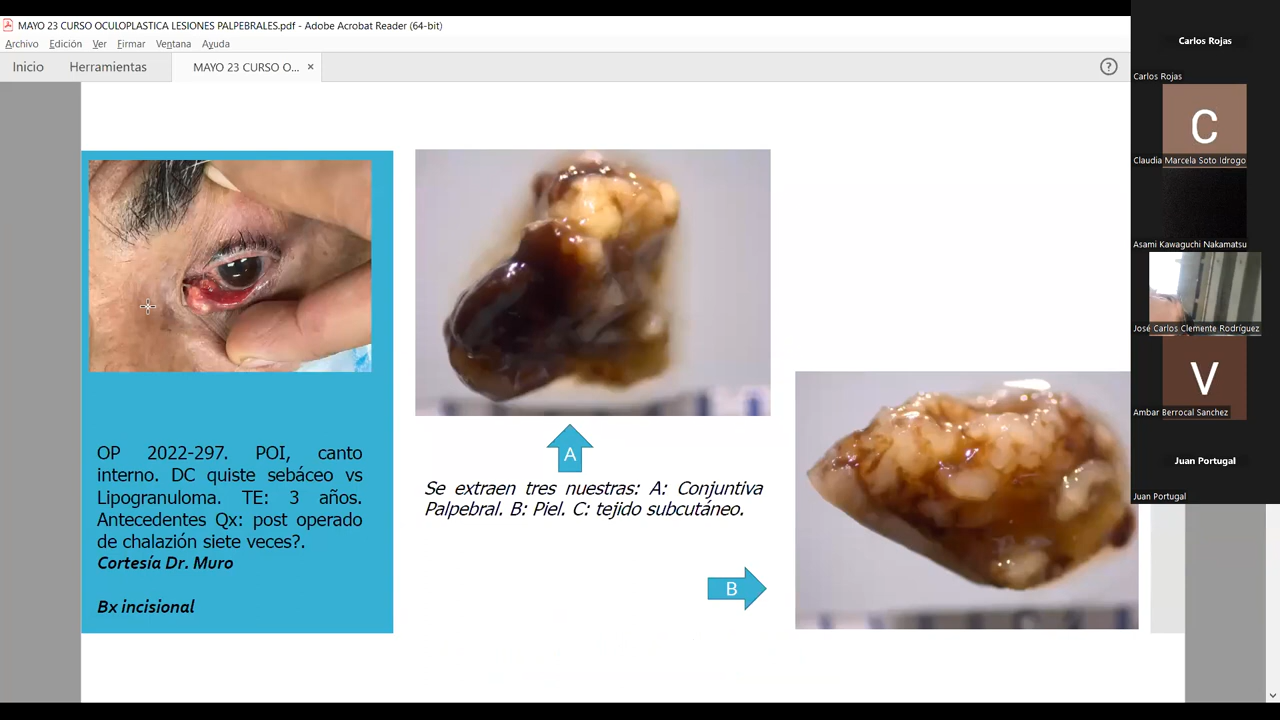 MAYO 23 CURSO OCULOPLASTICA LESIONES PALPEBRALES.pdf - Adobe Acrobat Reader (64-bit)
Archivo Edición Ver Firmar Ventana Ayuda
Inicio Herramientas MAYO 23 CURSO O... ×
?
OP 2022-297. POI, canto
interno. DC quiste sebáceo vs
Lipogranuloma. TE: 3 años.
Antecedentes Qx: post operado
de chalazión siete veces?.
Cortesía Dr. Muro
Bx incisional
A
Se extraen tres nuestras: A: Conjuntiva
Palpebral. B: Piel. C: tejido subcutáneo.
B
Carlos Rojas
Carlos Rojas
C
Claudia Marcela Soto Idrogo
Asami Kawaguchi Nakamatsu
José Carlos Clemente Rodríguez
V
Ambar Berrocal Sanchez
Juan Portugal
Juan Portugal